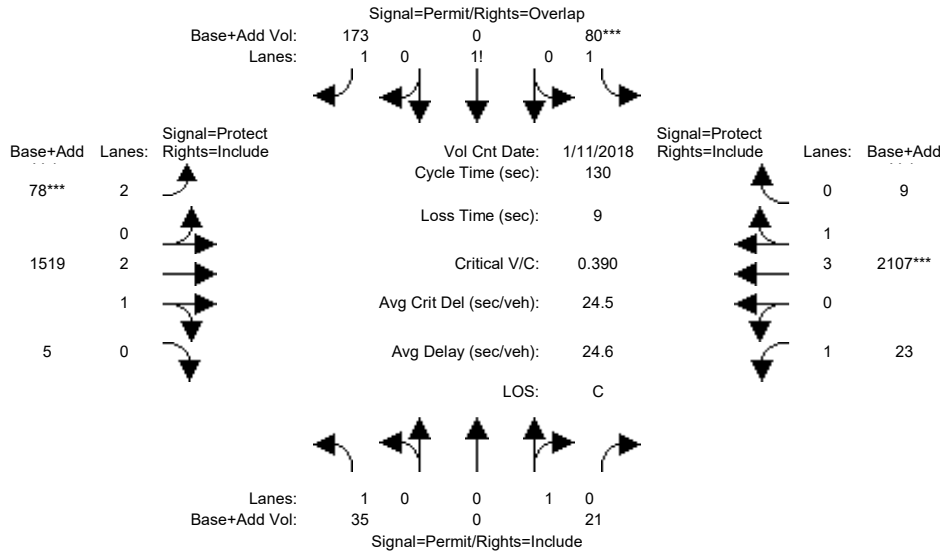 Signal=Permit/Rights=Overlap
Base+Add Vol: 173 0 80***
Lanes: 1 0 1! 0 1
Signal=Protect Signal=Protect
Base+Add Lanes: Rights=Include Vol Cnt Date: 1/11/2018 Rights=Include Lanes: Base+Add
Cycle Time (sec): 130
78*** 2 0 9
Loss Time (sec): 9
0 1
1519 2 Critical V/C: 0.390 3 2107***
1 Avg Crit Del (sec/veh): 24.5 0
5 0 Avg Delay (sec/veh): 24.6 1 23
LOS: C
Lanes: 1 0 0 1 0
Base+Add Vol: 35 0 21
Signal=Permit/Rights=Include